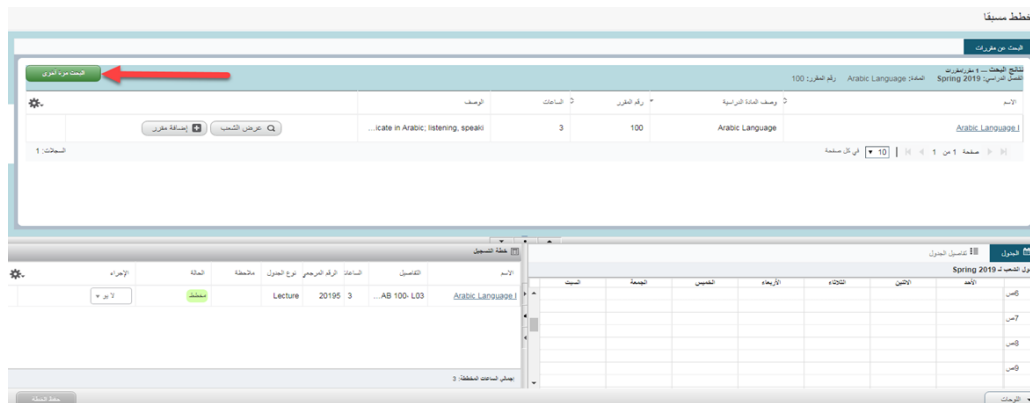 خطط مسبقا
البحث عن مقررات
نتائج البحث — 1 مقرر/مقررات
الفصل الدراسي: Spring 2019 المادة: Arabic Language رقم المقرر: 100
البحث مرة أخرى
الاسم وصف المادة الدراسية رقم المقرر الساعات الوصف
Arabic Language I Arabic Language 100 3 ...icate in Arabic; listening, speaki عرض الشعب إضافة مقرر
صفحة 1 من 1 10 في كل صفحة السجلات: 1
الجدول تفاصيل الجدول
Spring 2019
الأحد الاثنين الثلاثاء الأربعاء الخميس الجمعة السبت
6ص
7ص
8ص
9ص
خطة التسجيل
الاسم التفاصيل الساعات الرقم المرجعي نوع الجدول ملاحظة الحالة الإجراء
Arabic Language I ...AB 100- L03 3 20195 Lecture مخطط
إجمالي الساعات المخططة: 3
اللوحات
حفظ الخطة